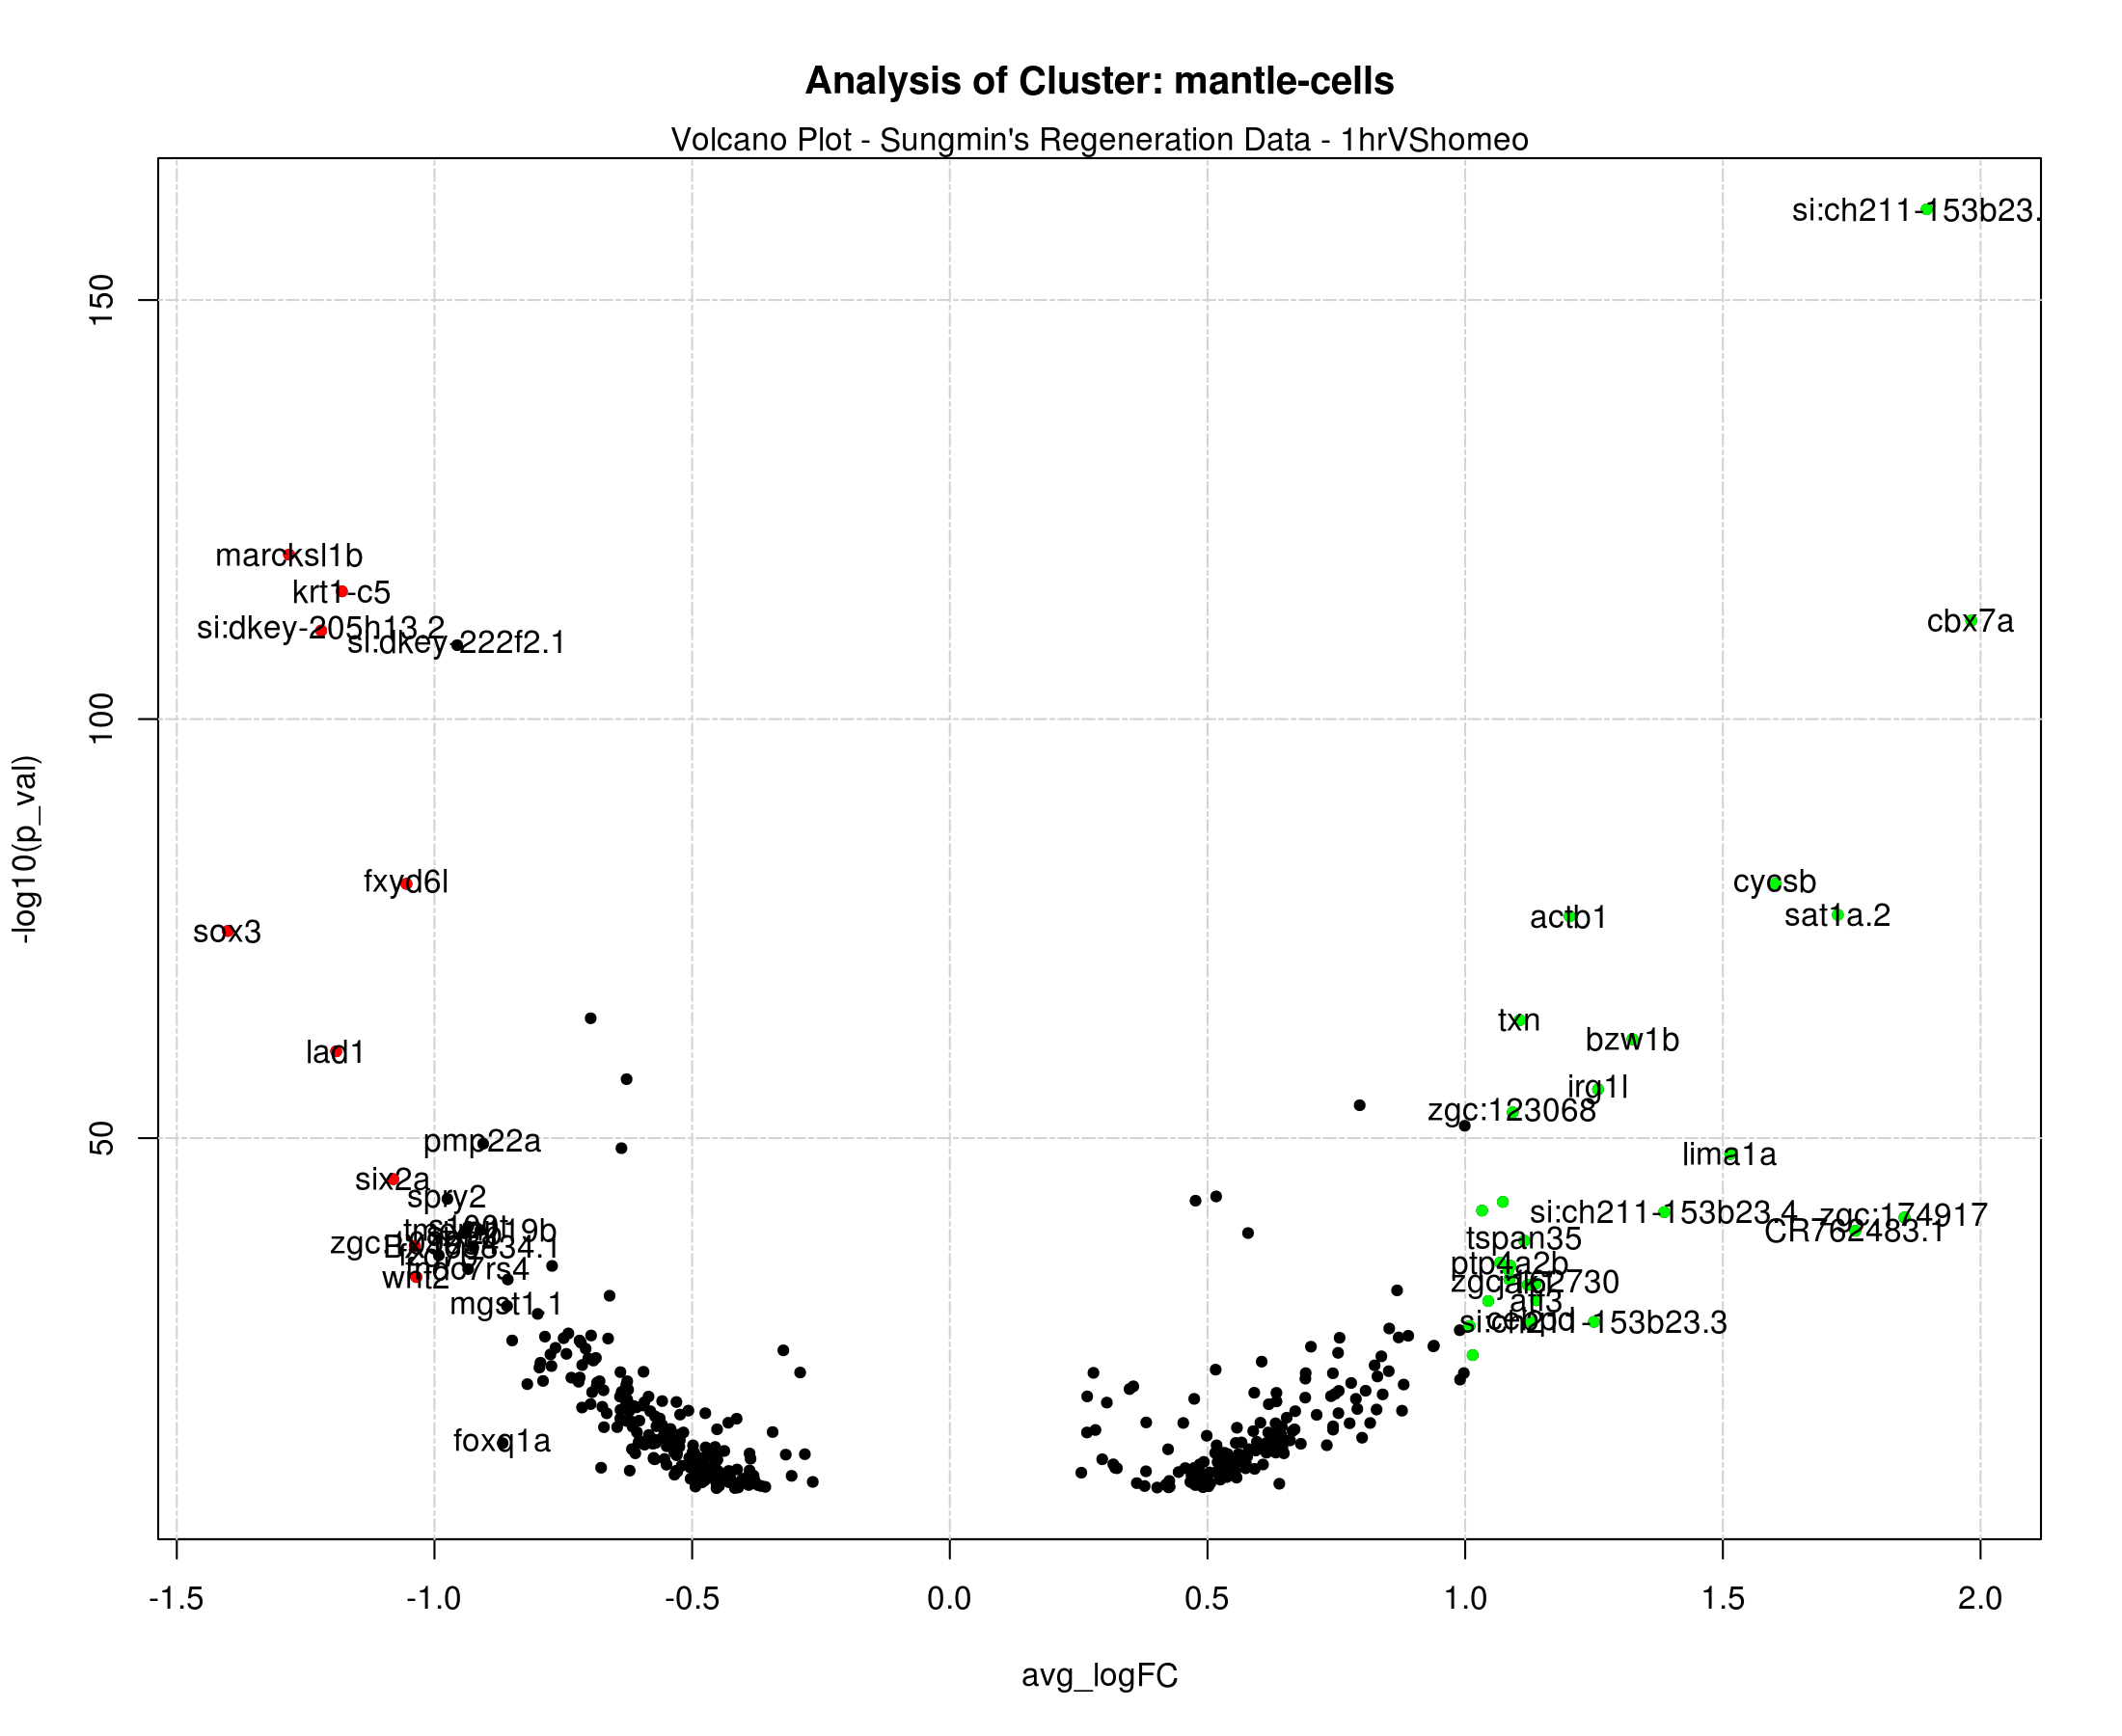 Analysis of Cluster: mantle-cells
Volcano Plot - Sungmin's Regeneration Data - 1hrVShomeo
-log10(p_val)
150
100
50
si:ch211-153b23.
marcksl1b
krt1-c5
si:dkey-205h13.2
si:dkey-222f2.1
cbx7a
fxyd6l
sox3
cycsb
actb1
sat1a.2
txn
bzw1b
lad1
irg1l
zgc:123068
pmp22a
lima1a
six2a
spry2
si:ch211-153b23.4
zgc:174917
CR762483.1
tspan35
ptp4a2b
wnt2
mgst1.1
atf3
cebpd
si:ch211-153b23.3
foxq1a
-1.5 -1.0 -0.5 0.0 0.5 1.0 1.5 2.0
avg_logFC